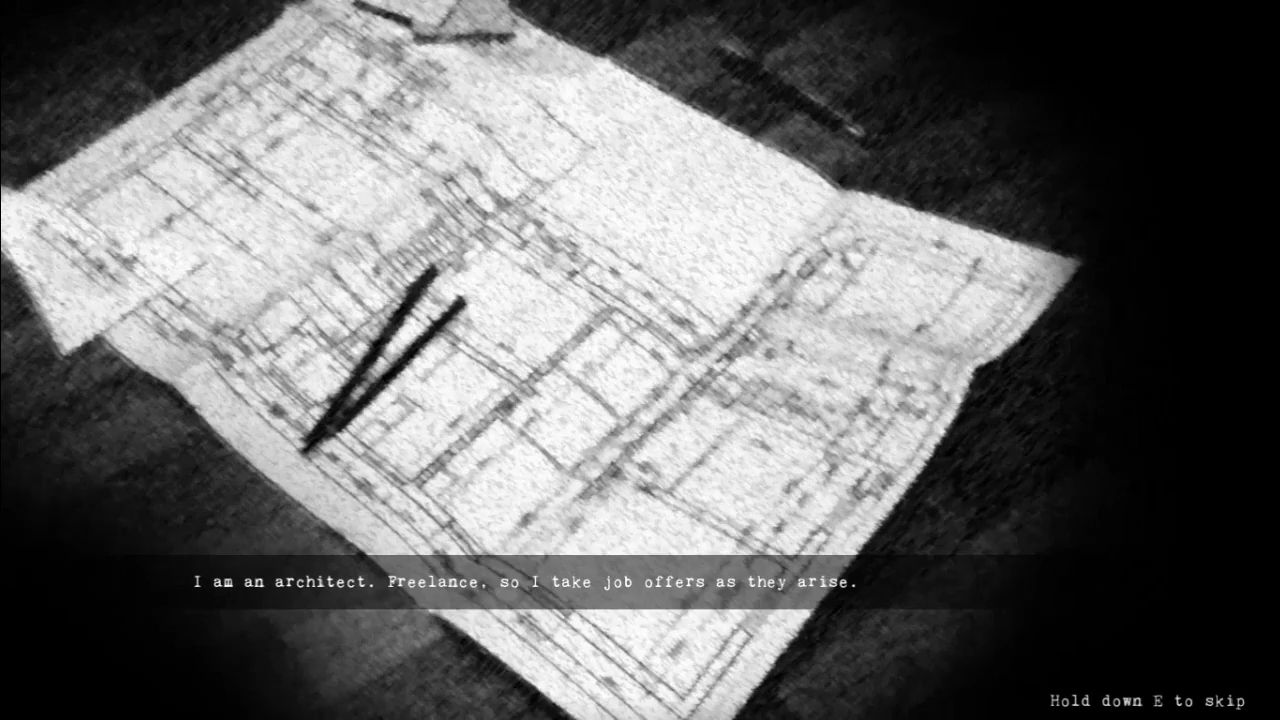 I am an architect. Freelance, so I take job offers as they arise.
Hold down E to skip